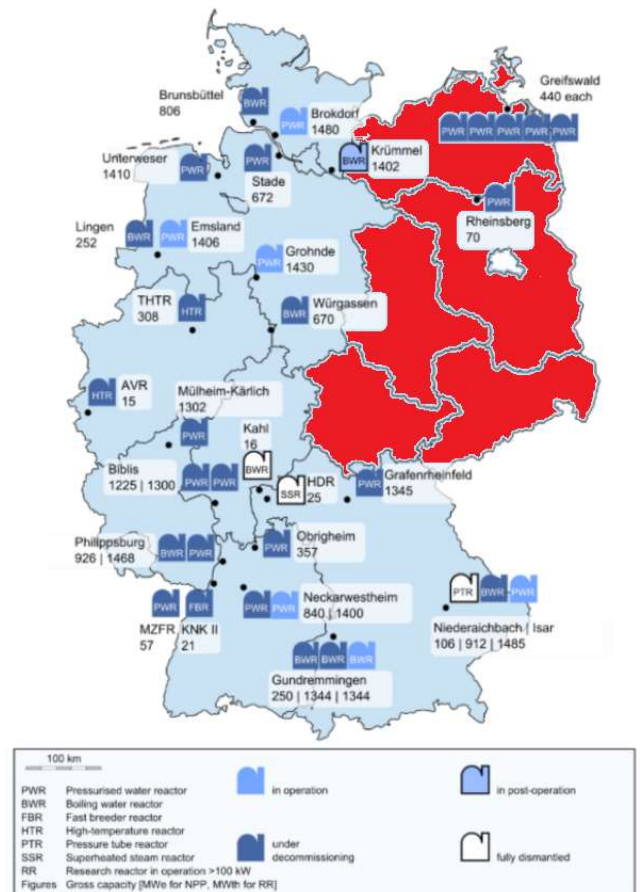 Brunsbüttel
806
BWR
PWR
Brokdorf
1480
Greifswald
440 each
PWR PWR PWR PWR PWR
Unterweser
1410
PWR
PWR
Stade
672
BWR
Krümmel
1402
PWR
Rheinsberg
70
Lingen
252
BWR
PWR
Emsland
1406
PWR
Grohnde
1430
THTR
308
HTR
BWR
Würgassen
670
HTR
AVR
15
Mülheim-Kärlich
1302
PWR
Kahl
16
BWR
Biblis
1225 | 1300
PWR PWR
SSR
HDR
25
PWR
Grafenrheinfeld
1345
Philippsburg
926 | 1468
BWR PWR
PWR
Obrigheim
357
PWR FBR
MZFR, KNK II
57 21
PWR PWR
Neckarwestheim
840 | 1400
PTR BWR PWR
Niederaichbach | Isar
106 | 912 | 1485
BWR BWR BWR
Gundremmingen
250 | 1344 | 1344
100 km
PWR Pressurised water reactor
BWR Boiling water reactor
FBR Fast breeder reactor
HTR High-temperature reactor
PTR Pressure tube reactor
SSR Superheated steam reactor
RR Research reactor in operation >100 kW
Figures Gross capacity [MWe for NPP, MWth for RR]
in operation
in post-operation
under
decommissioning
fully dismantled